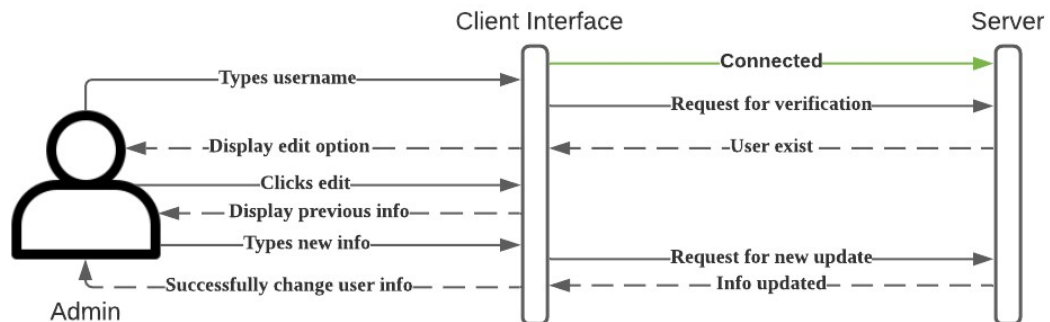 Client Interface
Server
Connected
Types username
Request for verification
Display edit option
User exist
Clicks edit
Display previous info
Types new info
Request for new update
Successfully change user info
Info updated
Admin